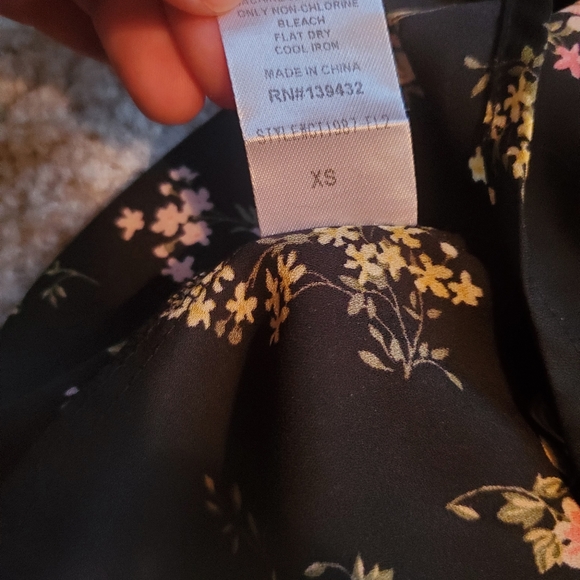 ONLY NON-CHLORINE
BLEACH
FLAT DRY
COOL IRON
MADE IN CHINA
RN#139432
XS